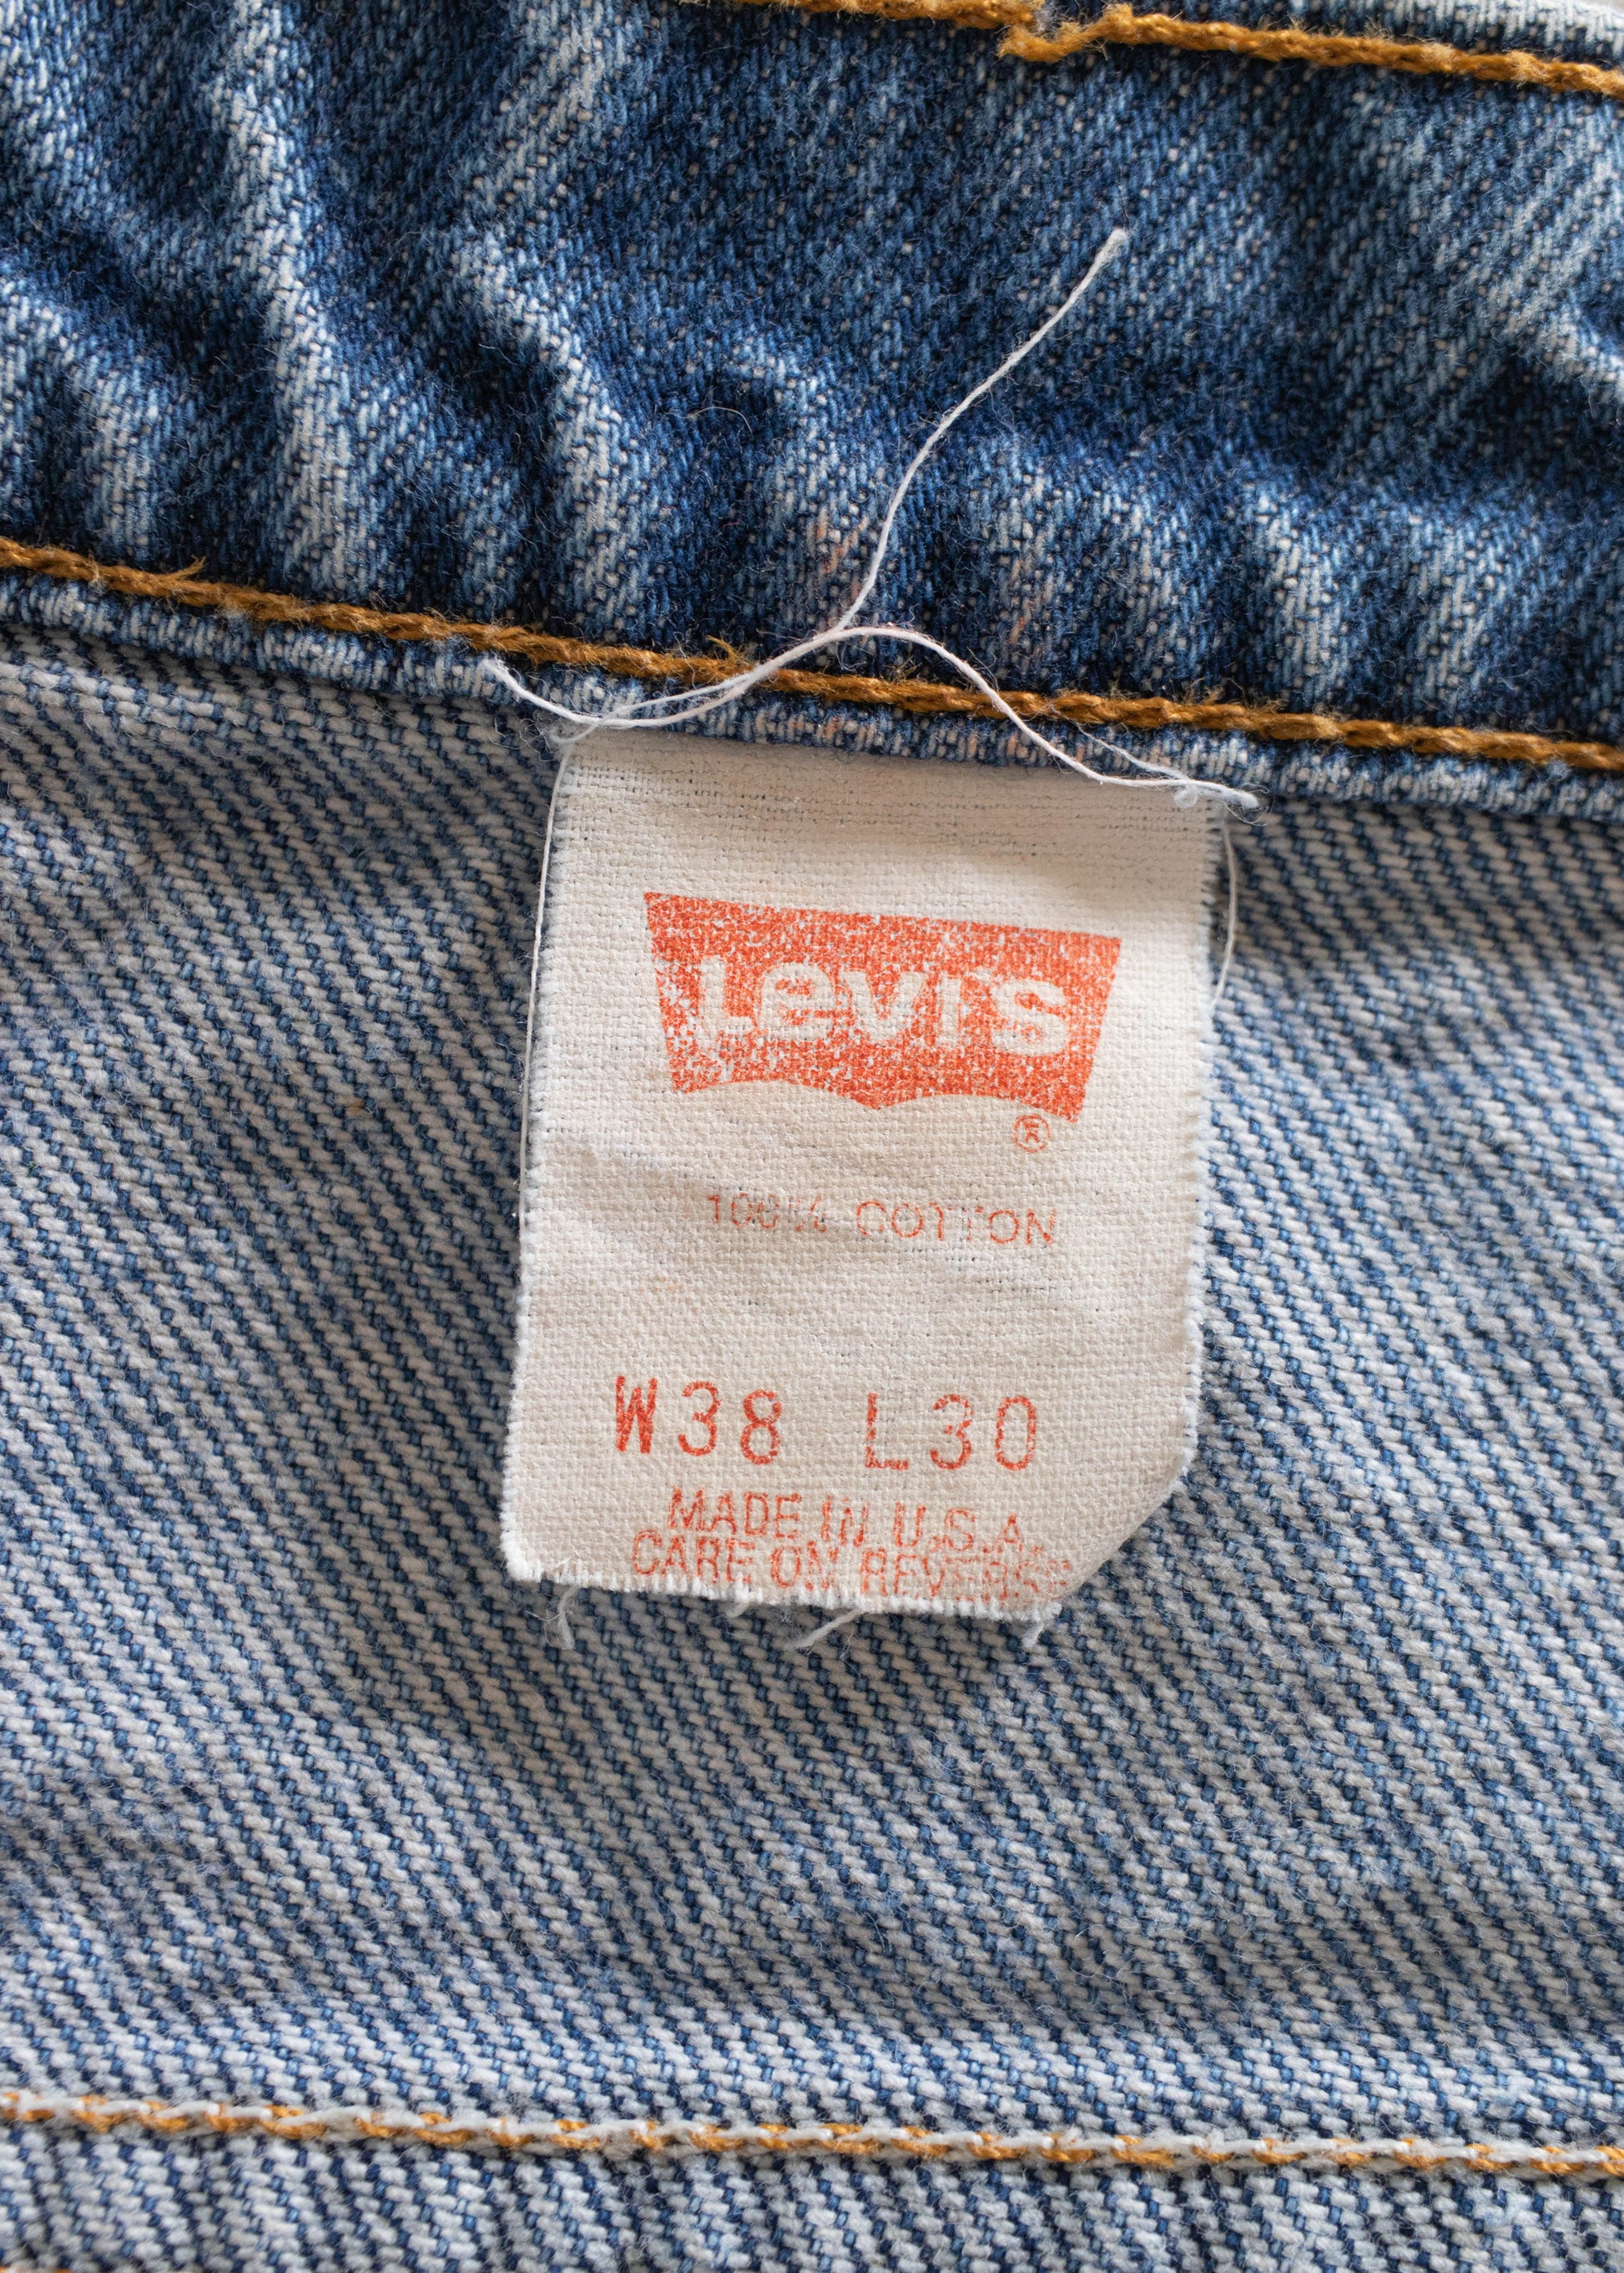 Levi's
®
100% COTTON
W38 L30
MADE IN U.S.A.
CARE ON REVERSE